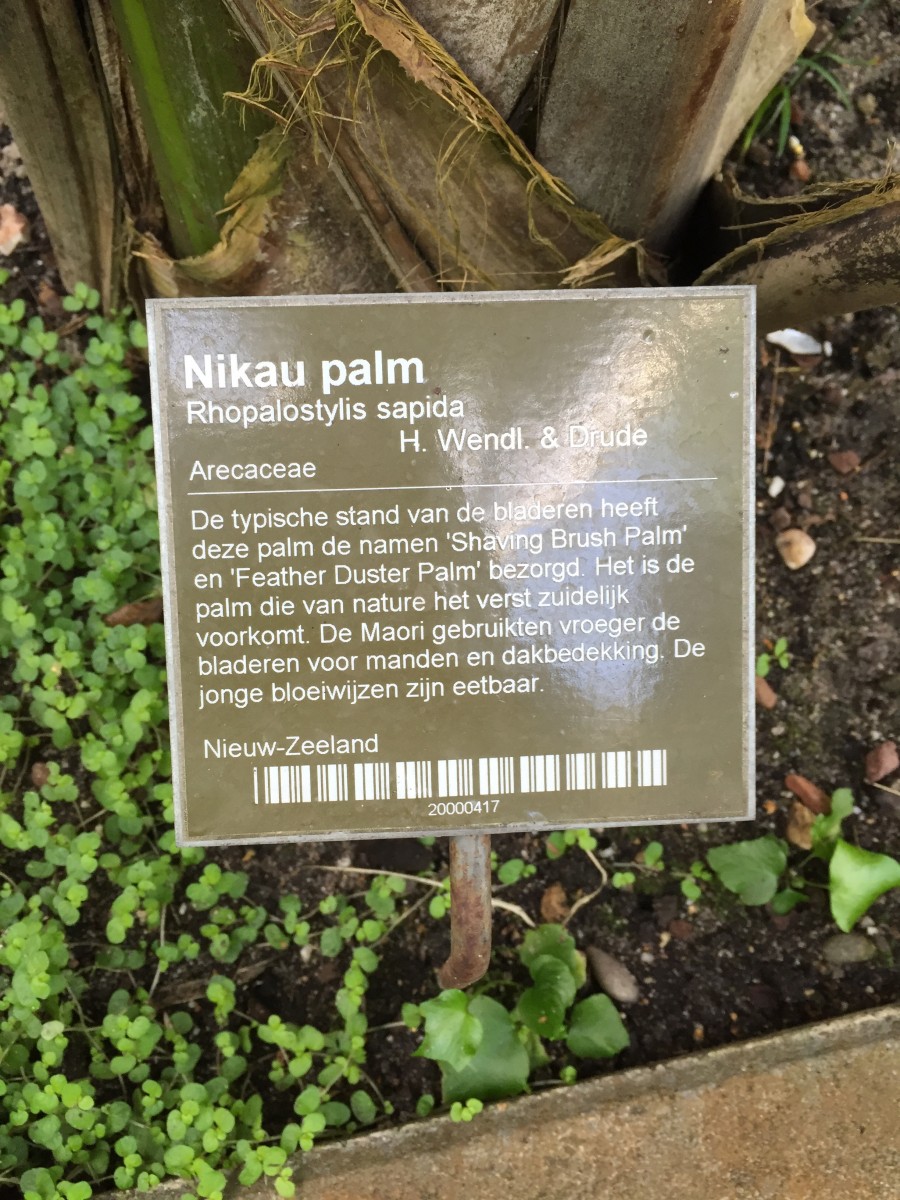 Nikau palm
Rhopalostylis sapida
H. Wendl. & Drude
Arecaceae
De typische stand van de bladeren heeft
deze palm de namen 'Shaving Brush Palm'
en 'Feather Duster Palm' bezorgd. Het is de
palm die van nature het verst zuidelijk
voorkomt. De Maori gebruikten vroeger de
bladeren voor manden en dakbedekking. De
jonge bloeiwijzen zijn eetbaar.
Nieuw-Zeeland
20000417